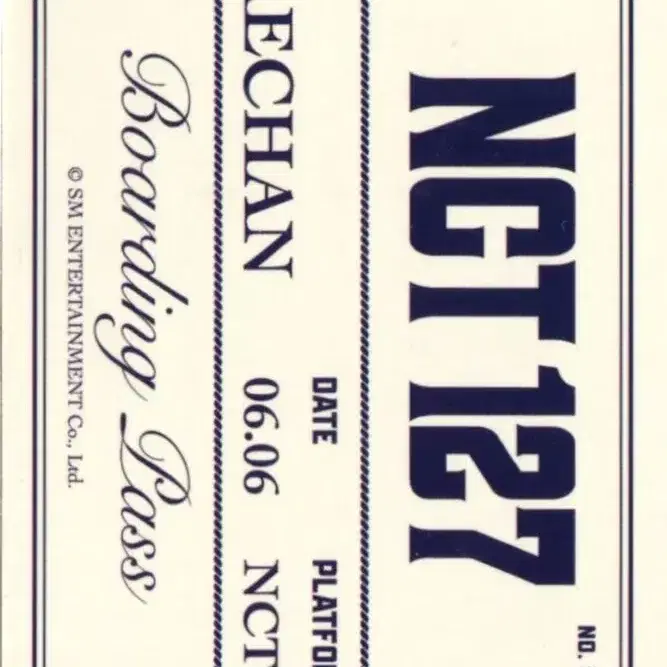 NO.
NCT 127
DATE PLATFO
ECHAN 06.06 NCT
Boarding Pass
© SM ENTERTAINMENT Co., Ltd.